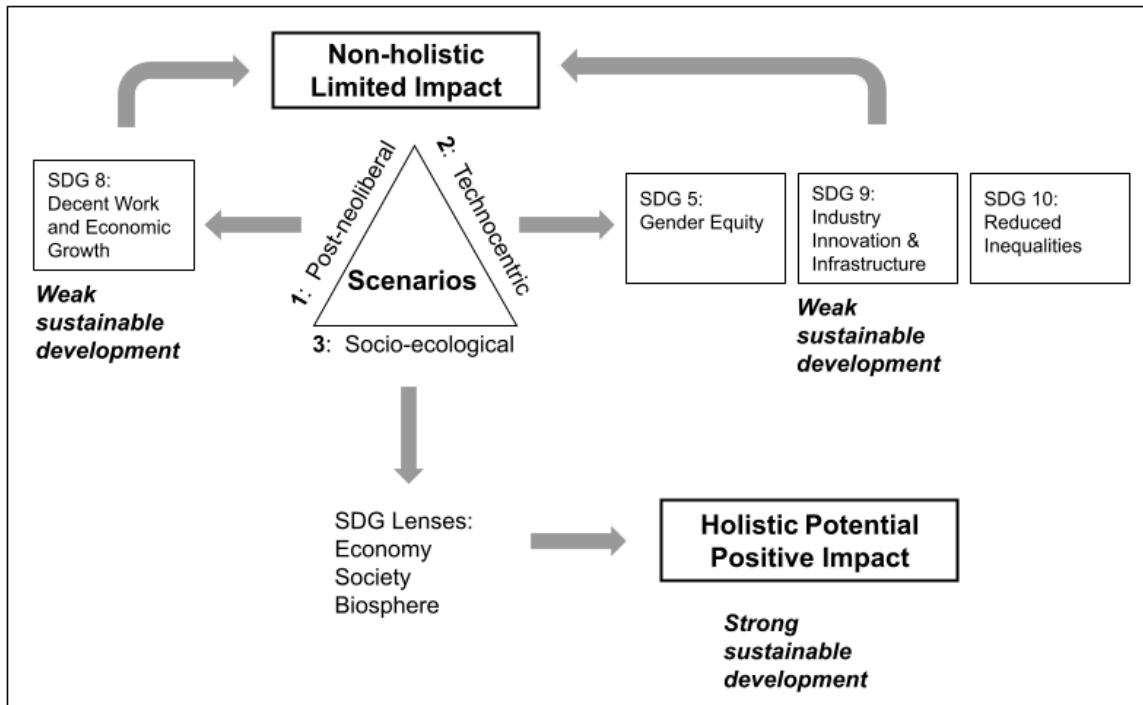 Non-holistic
Limited Impact
SDG 8:
Decent Work
and Economic
Growth
Weak
sustainable
development
1: Post-neoliberal
2: Technocentric
Scenarios
3: Socio-ecological
SDG 5:
Gender Equity
SDG 9:
Industry
Innovation &
Infrastructure
SDG 10:
Reduced
Inequalities
Weak
sustainable
development
SDG Lenses:
Economy
Society
Biosphere
Holistic Potential
Positive Impact
Strong
sustainable
development